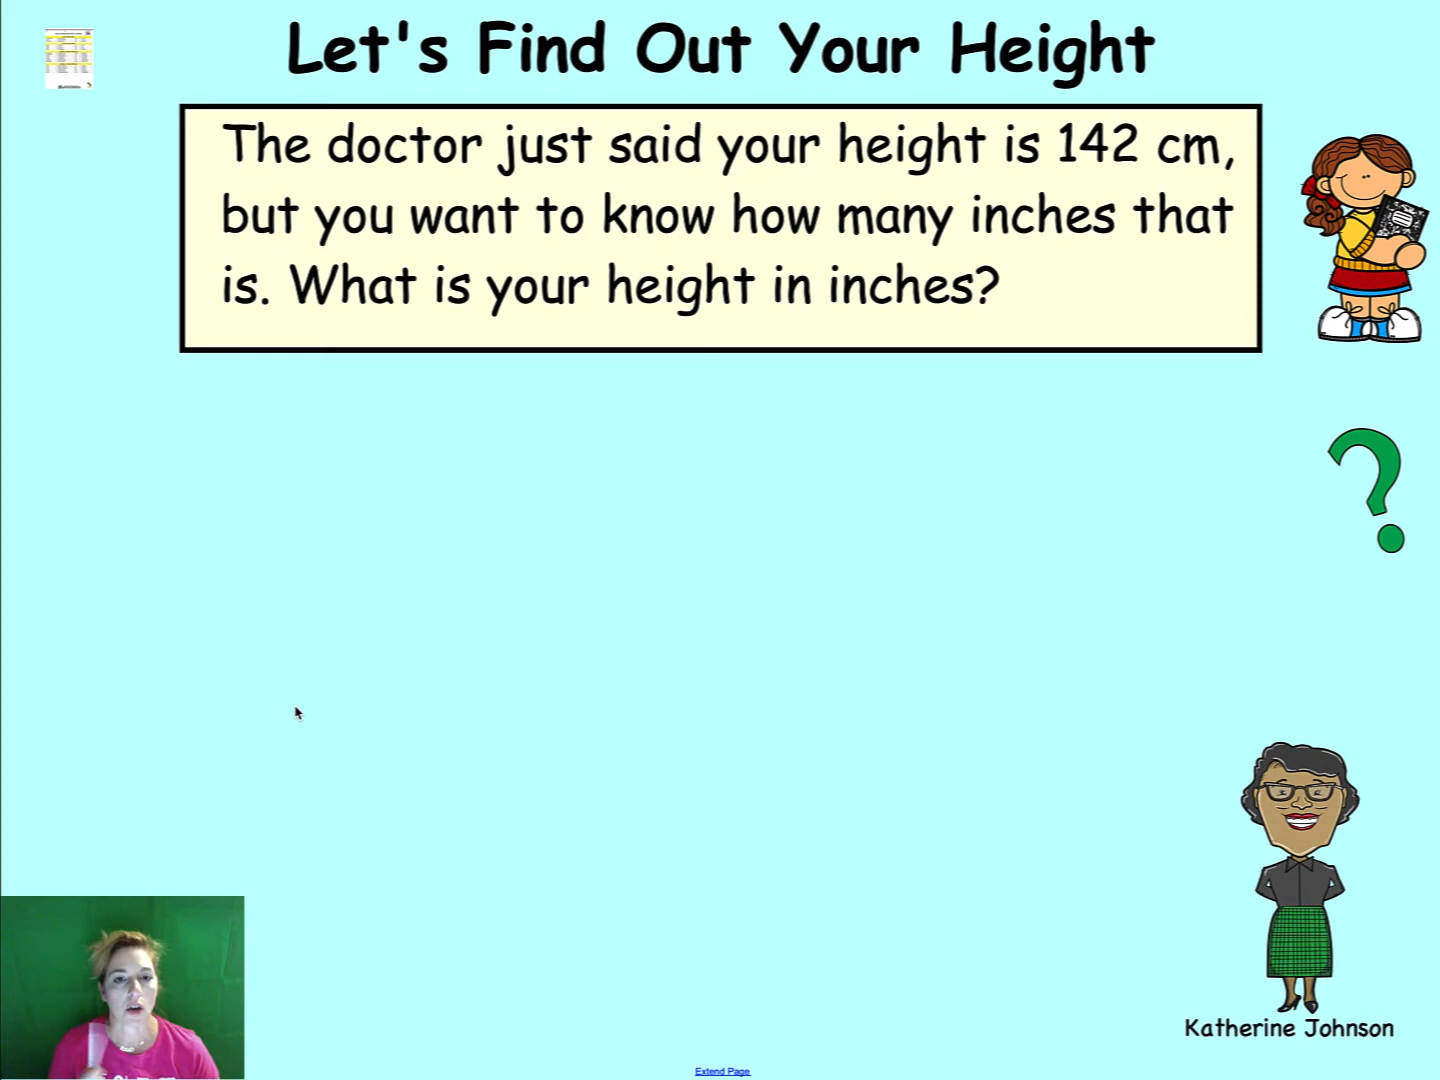 Let's Find Out Your Height
The doctor just said your height is 142 cm,
but you want to know how many inches that
is. What is your height in inches?
Katherine Johnson
Extend Page